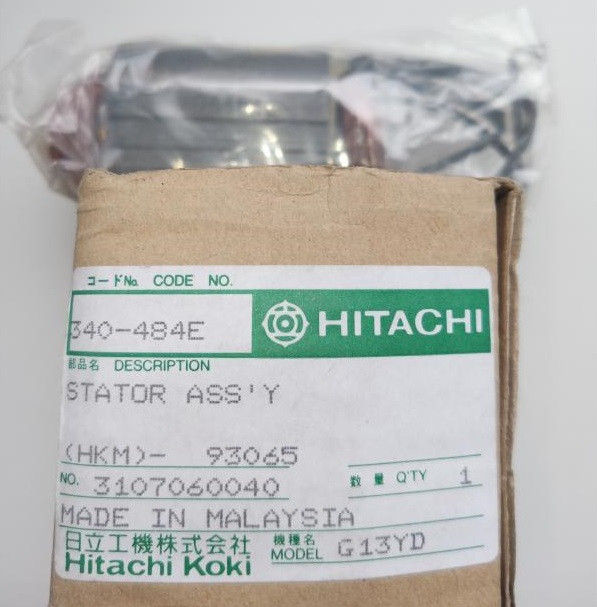 コードNo. CODE NO.
340-484E HITACHI
部品名 DESCRIPTION
STATOR ASS'Y
(HKM)- 93065
NO. 3107060040 数量 Q'TY 1
MADE IN MALAYSIA
日立工機株式会社 機種名
Hitachi Koki MODEL G13YD